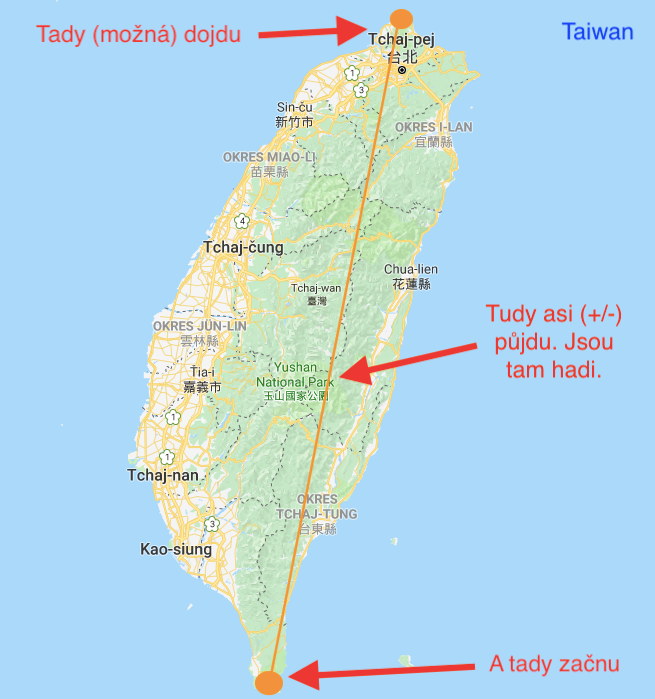 Taiwan
Tady (možná) dojdu
Tchaj-pej
台北
1
3
Sin-ču
新竹市
OKRES I-LAN
宜蘭縣
OKRES MIAO-LI
苗栗縣
4
Tchaj-čung
Chua-lien
花蓮縣
Tchaj-wan
臺灣
Tudy asi (+/-)
půjdu. Jsou
tam hadi.
OKRES JÜN-LIN
雲林縣
Ťia-i
嘉義市
Yushan
National Park
玉山國家公園
1
1
Tchaj-nan
OKRES
TCHAJ-TUNG
台東縣
3
Kao-siung
A tady začnu